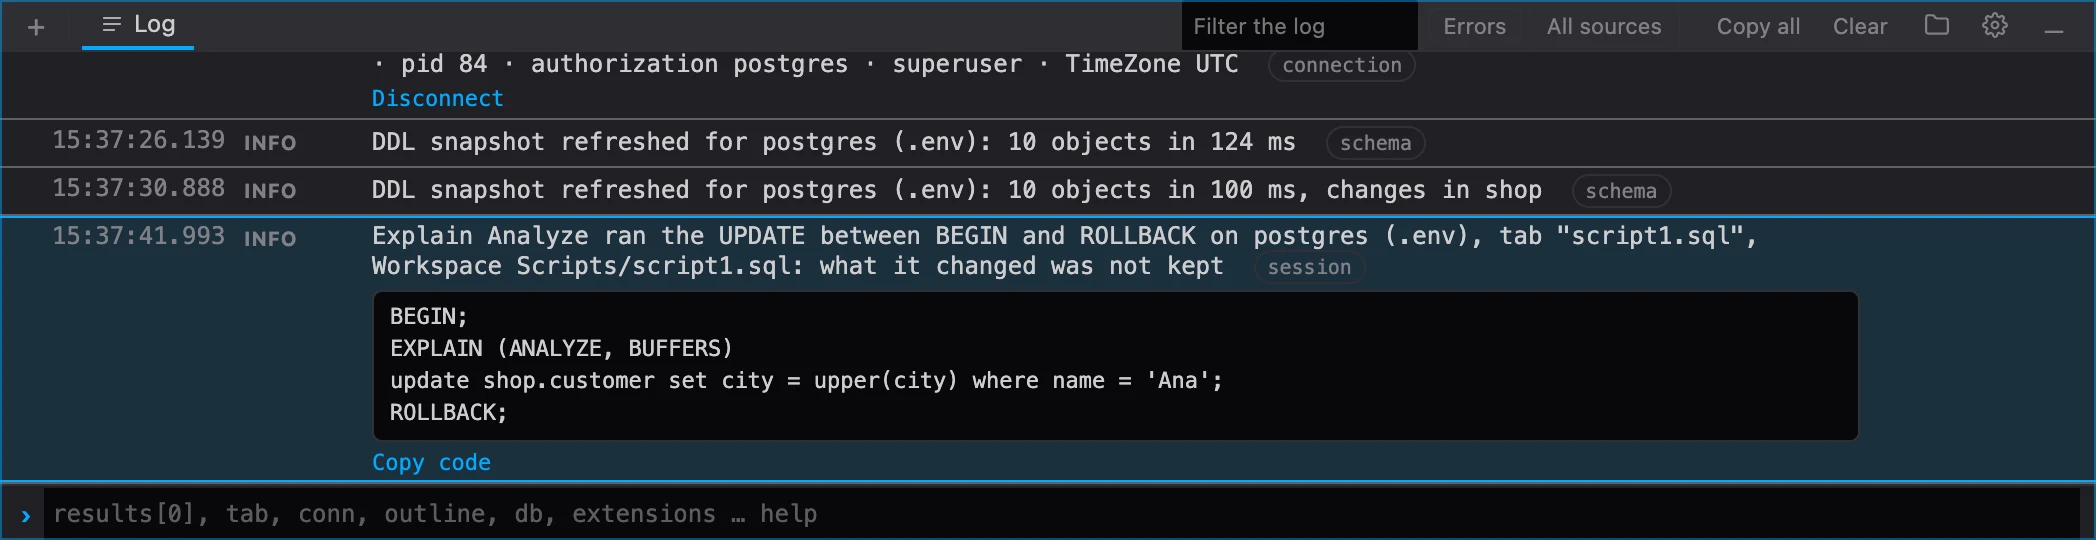 + Log Filter the log Errors All sources Copy all Clear
· pid 84 · authorization postgres · superuser · TimeZone UTC connection
Disconnect
15:37:26.139 INFO DDL snapshot refreshed for postgres (.env): 10 objects in 124 ms schema
15:37:30.888 INFO DDL snapshot refreshed for postgres (.env): 10 objects in 100 ms, changes in shop schema
15:37:41.993 INFO Explain Analyze ran the UPDATE between BEGIN and ROLLBACK on postgres (.env), tab "script1.sql",
Workspace Scripts/script1.sql: what it changed was not kept session
BEGIN;
EXPLAIN (ANALYZE, BUFFERS)
update shop.customer set city = upper(city) where name = 'Ana';
ROLLBACK;
Copy code
› results[0], tab, conn, outline, db, extensions … help